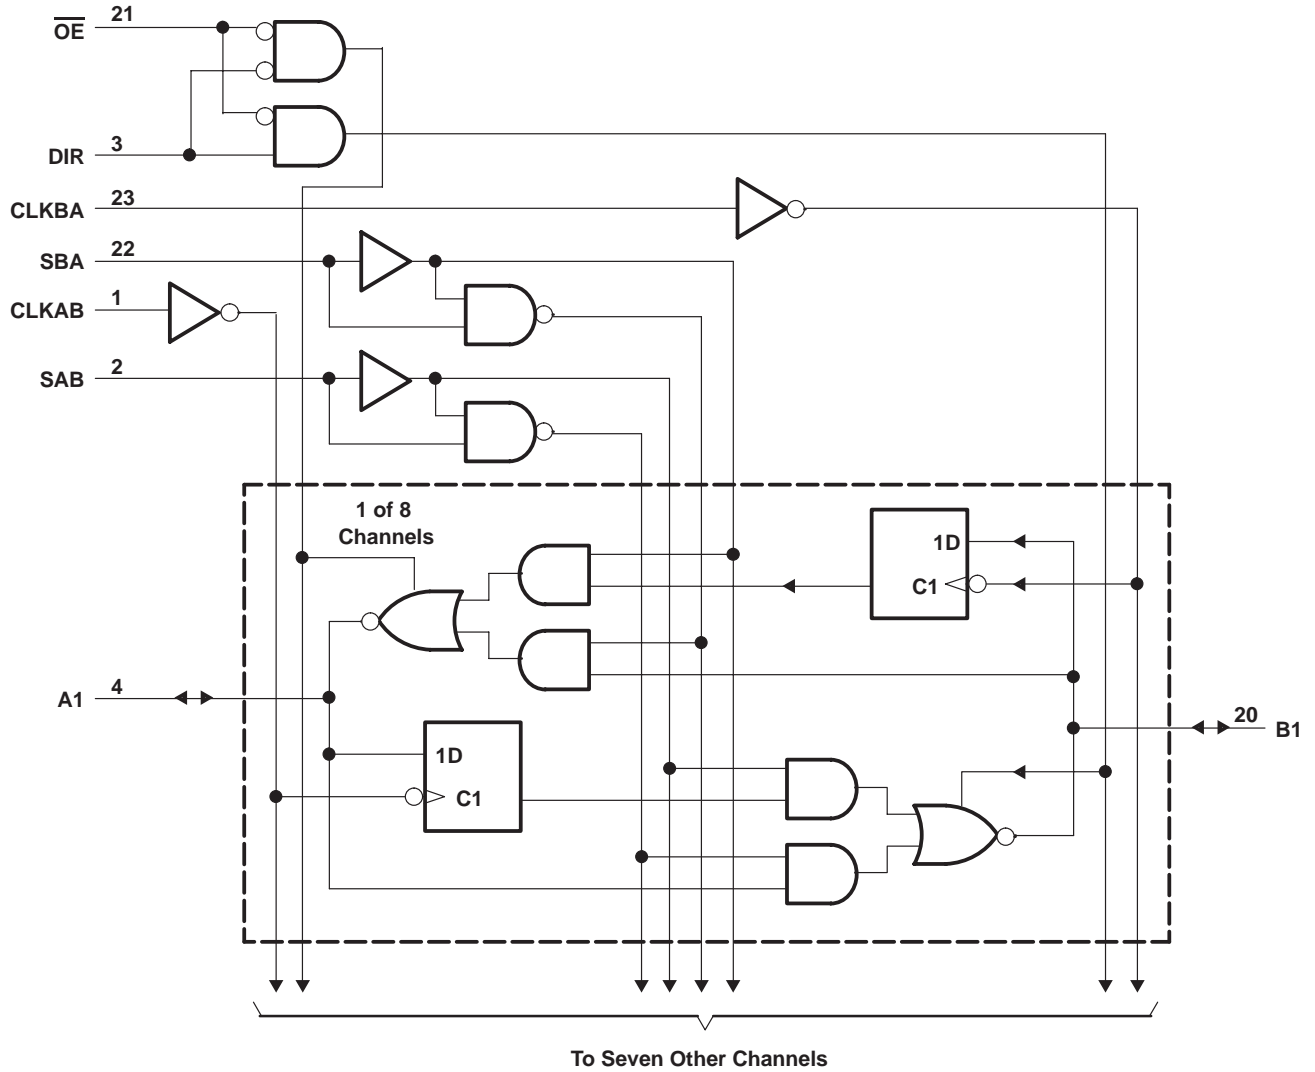 O̅E̅ 21
DIR 3
CLKBA 23
SBA 22
CLKAB 1
SAB 2
1 of 8
Channels
1D
C1
A1 4
20 B1
1D
C1
To Seven Other Channels